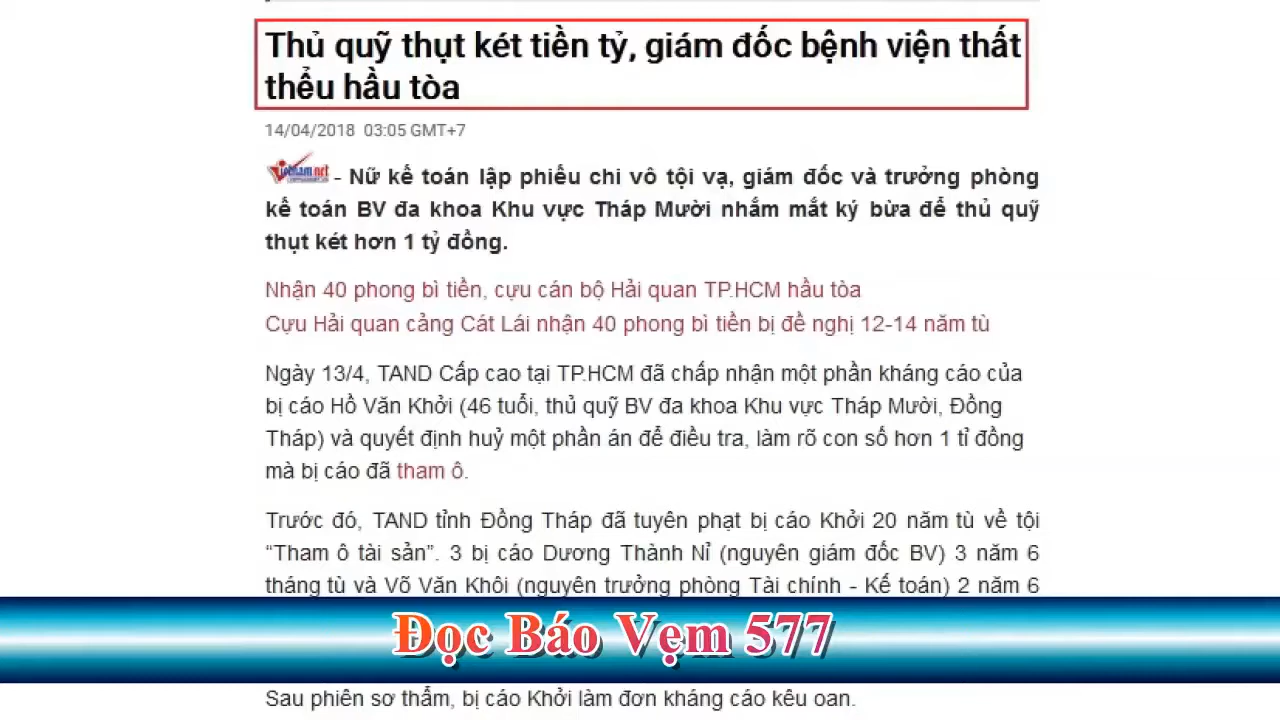 Thủ quỹ thụt két tiền tỷ, giám đốc bệnh viện thất
thểu hầu tòa
14/04/2018 03:05 GMT+7
Vietnamnet - Nữ kế toán lập phiếu chi vô tội vạ, giám đốc và trưởng phòng
kế toán BV đa khoa Khu vực Tháp Mười nhắm mắt ký bừa để thủ quỹ
thụt két hơn 1 tỷ đồng.
Nhận 40 phong bì tiền, cựu cán bộ Hải quan TP.HCM hầu tòa
Cựu Hải quan cảng Cát Lái nhận 40 phong bì tiền bị đề nghị 12-14 năm tù
Ngày 13/4, TAND Cấp cao tại TP.HCM đã chấp nhận một phần kháng cáo của
bị cáo Hồ Văn Khởi (46 tuổi, thủ quỹ BV đa khoa Khu vực Tháp Mười, Đồng
Tháp) và quyết định huỷ một phần án để điều tra, làm rõ con số hơn 1 tỉ đồng
mà bị cáo đã tham ô.
Trước đó, TAND tỉnh Đồng Tháp đã tuyên phạt bị cáo Khởi 20 năm tù về tội
“Tham ô tài sản”. 3 bị cáo Dương Thành Nỉ (nguyên giám đốc BV) 3 năm 6
tháng tù và Võ Văn Khôi (nguyên trưởng phòng Tài chính - Kế toán) 2 năm 6
Đọc Báo Vẹm 577
Sau phiên sơ thẩm, bị cáo Khởi làm đơn kháng cáo kêu oan.